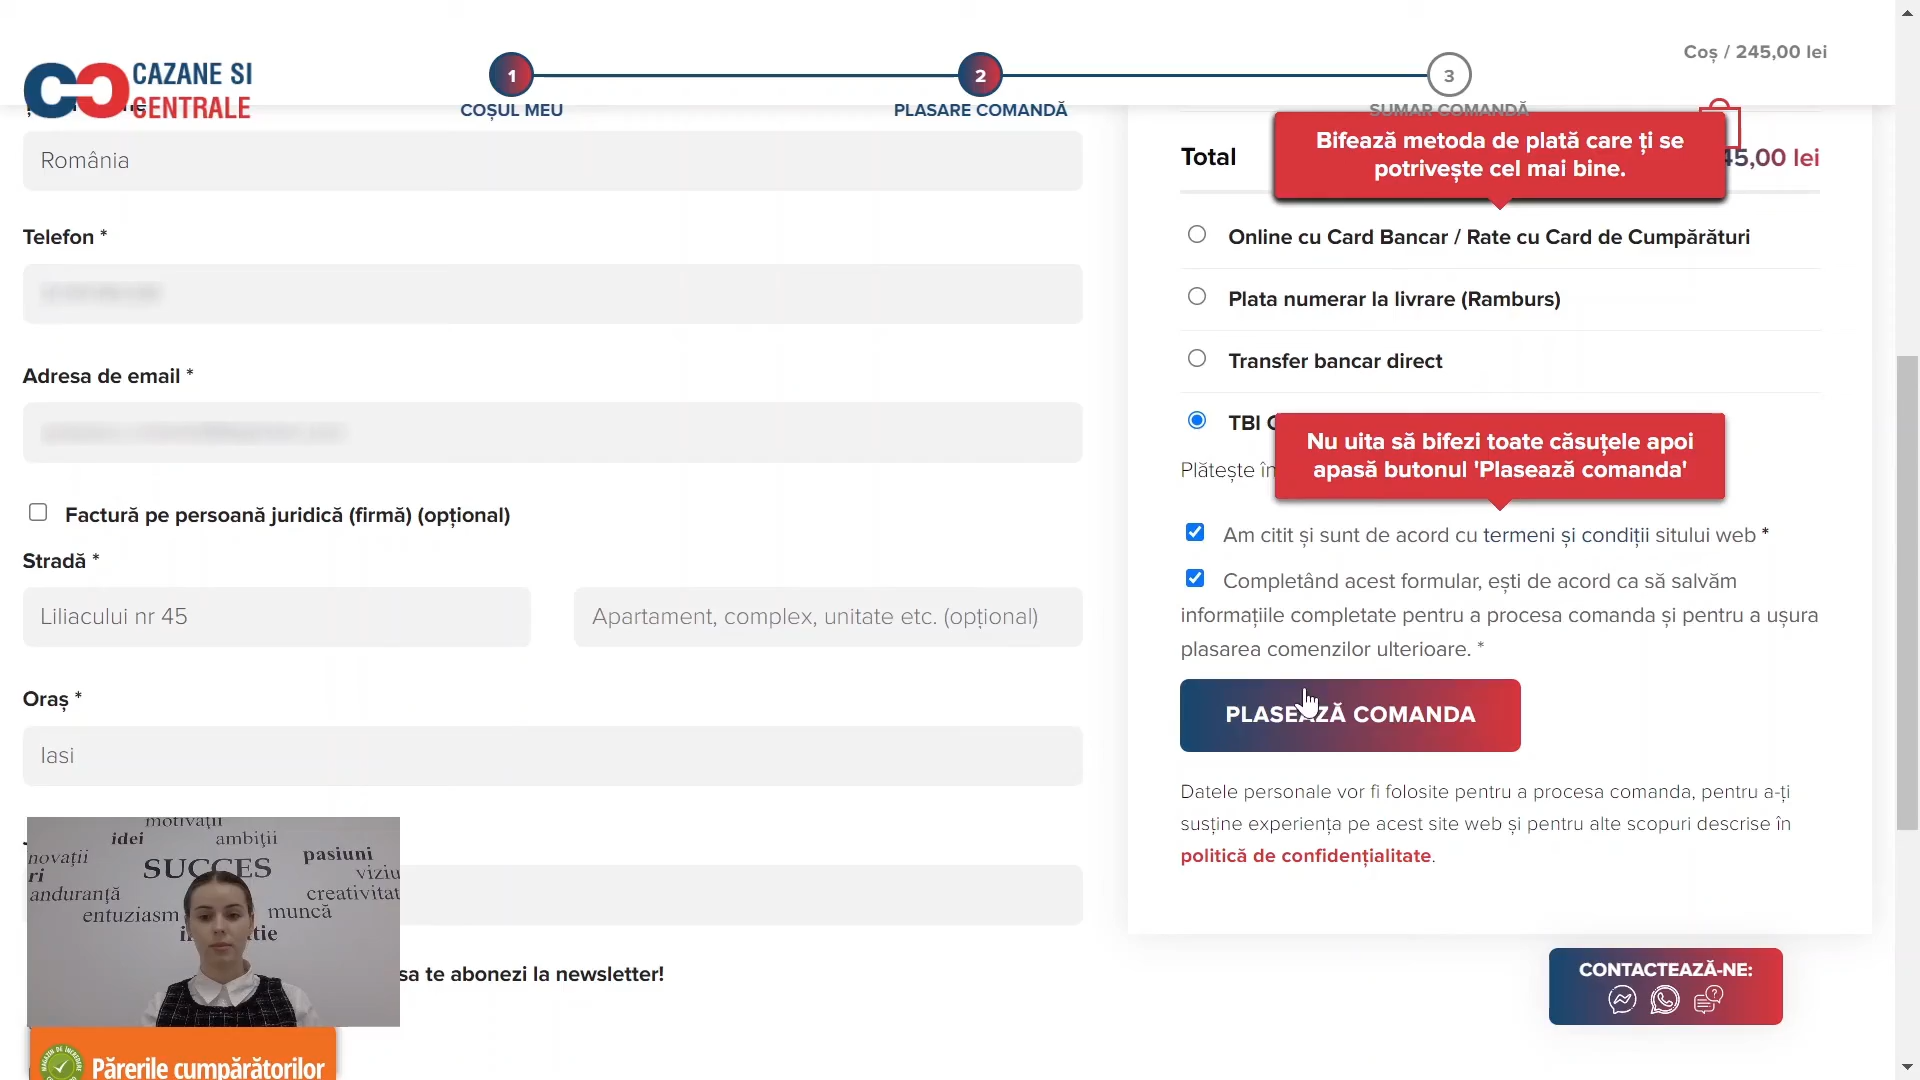 CAZANE SI
CENTRALE
1
COȘUL MEU
2
PLASARE COMANDĂ
3
SUMAR COMANDĂ
Coș / 245,00 lei
România
Telefon *
Adresa de email *
Factură pe persoană juridică (firmă) (opțional)
Stradă *
Liliacului nr 45
Apartament, complex, unitate etc. (opțional)
Oraș *
Iasi
sa te abonezi la newsletter!
motivații
idei
ambiții
novații
SUCCES
pasiuni
ri
viziu
anduranță
creativitat
entuziasm
muncă
Părerile cumpărătorilor
Total
45,00 lei
Bifează metoda de plată care ți se
potrivește cel mai bine.
Online cu Card Bancar / Rate cu Card de Cumpărături
Plata numerar la livrare (Ramburs)
Transfer bancar direct
TBI
Nu uita să bifezi toate căsuțele apoi
apasă butonul 'Plasează comanda'
Plătește în
Am citit și sunt de acord cu termeni și condiții sitului web *
Completând acest formular, ești de acord ca să salvăm
informațiile completate pentru a procesa comanda și pentru a ușura
plasarea comenzilor ulterioare. *
PLASEAZĂ COMANDA
Datele personale vor fi folosite pentru a procesa comanda, pentru a-ți
susține experiența pe acest site web și pentru alte scopuri descrise în
politică de confidențialitate.
CONTACTEAZĂ-NE: